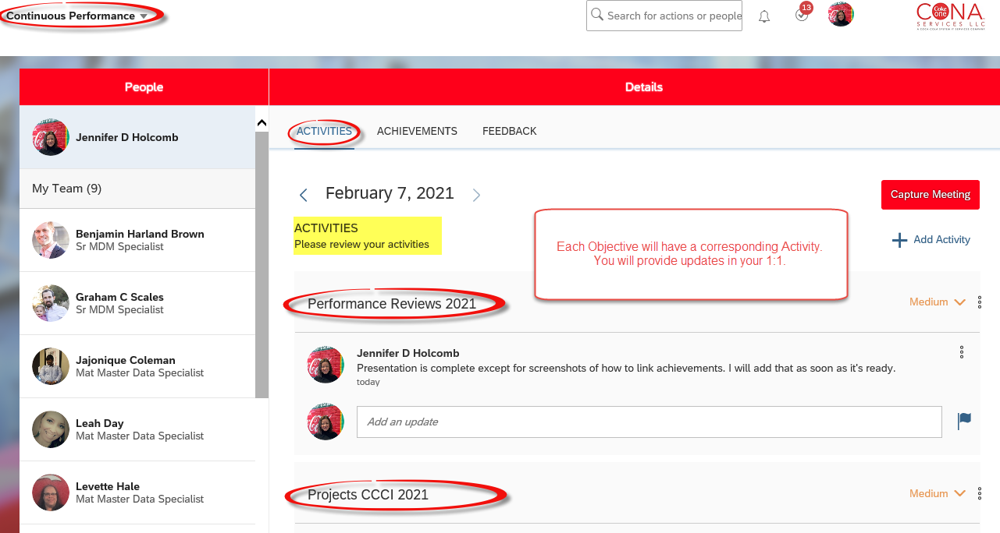 Continuous Performance
Search for actions or people
13
Coke
one
CONA
SERVICES LLC
A COCA-COLA SYSTEM IT SERVICES COMPANY
People
Details
Jennifer D Holcomb
My Team (9)
Benjamin Harland Brown
Sr MDM Specialist
Graham C Scales
Sr MDM Specialist
Jajonique Coleman
Mat Master Data Specialist
Leah Day
Mat Master Data Specialist
Levette Hale
Mat Master Data Specialist
ACTIVITIES ACHIEVEMENTS FEEDBACK
February 7, 2021
Capture Meeting
ACTIVITIES
Please review your activities
Each Objective will have a corresponding Activity.
You will provide updates in your 1:1.
Add Activity
Performance Reviews 2021
Medium
Jennifer D Holcomb
Presentation is complete except for screenshots of how to link achievements. I will add that as soon as it's ready.
today
Add an update
Projects CCCI 2021
Medium